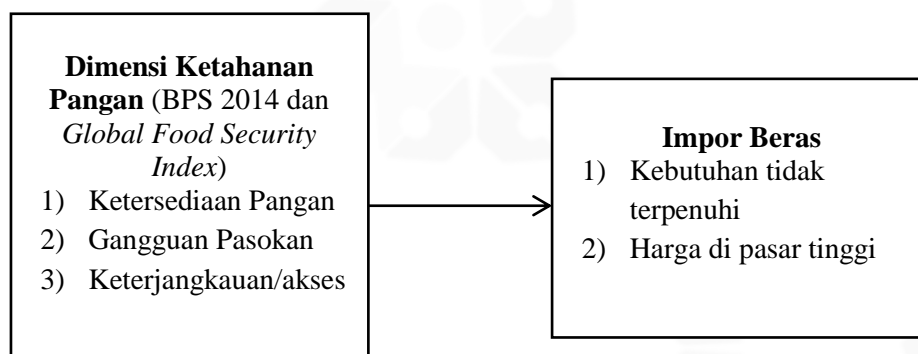 Dimensi Ketahanan
Pangan (BPS 2014 dan
Global Food Security
Index)
1) Ketersediaan Pangan
2) Gangguan Pasokan
3) Keterjangkauan/akses
Impor Beras
1) Kebutuhan tidak
terpenuhi
2) Harga di pasar tinggi